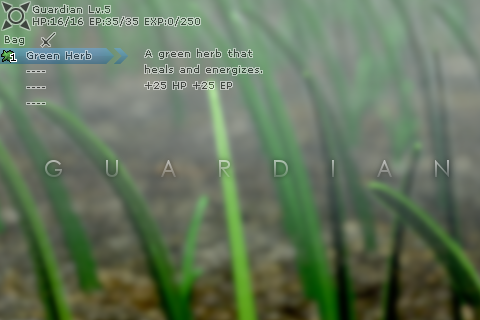 Guardian Lv.5
HP:16/16 EP:35/35 EXP:0/250
Bag
1 Green Herb
----
----
----
A green herb that
heals and energizes.
+25 HP +25 EP
GUARDIAN